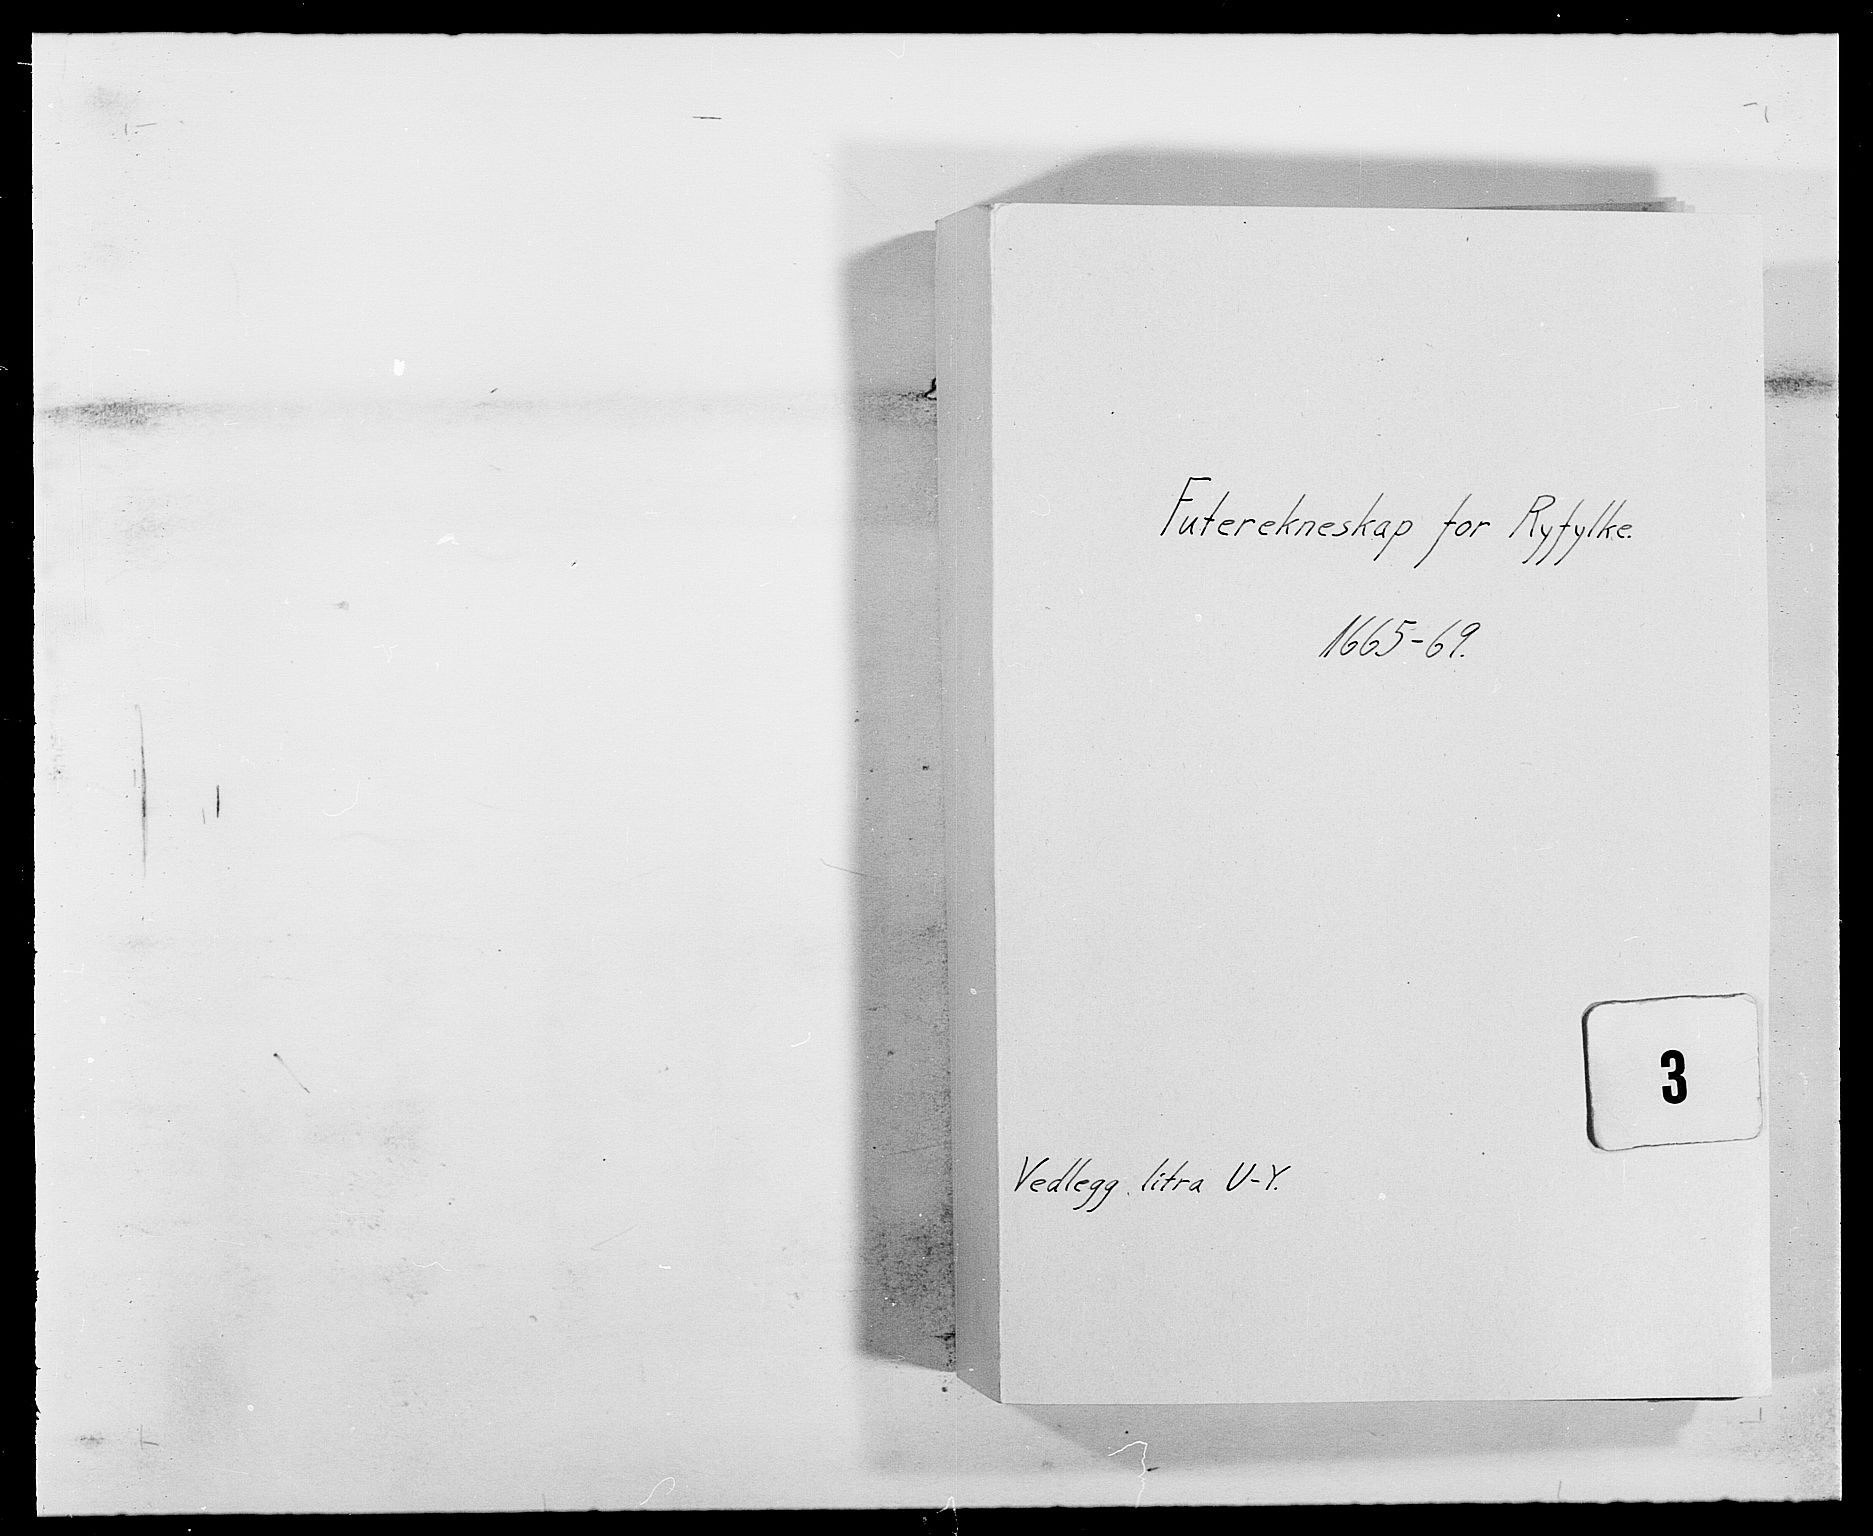 Futerekneskap for Ryfylke.
1665-69.
3
Vedlegg litra U-Y.